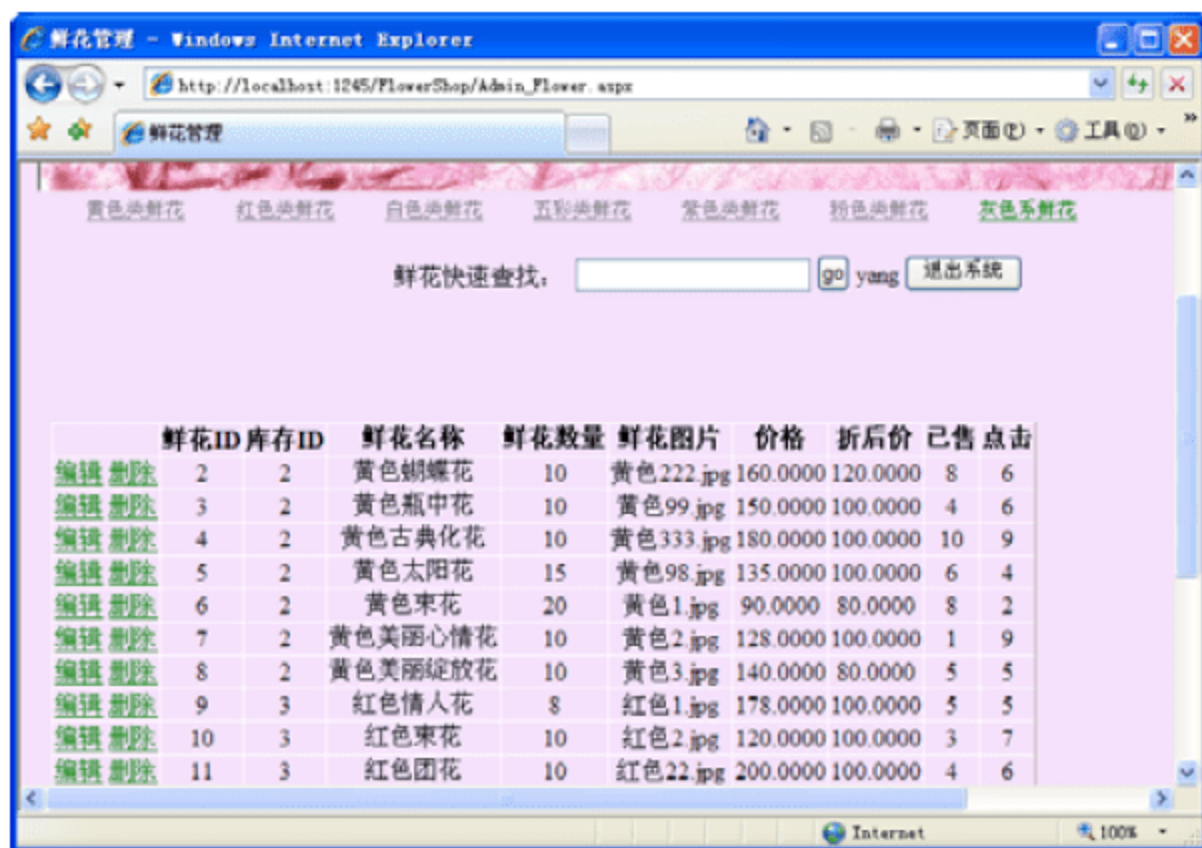 鲜花管理 - Windows Internet Explorer
http://localhost:1245/FlowerShop/Admin_Flower.aspx
鲜花管理 页面(P) 工具(O) »
黄色类鲜花 红色类鲜花 白色类鲜花 五彩类鲜花 紫色类鲜花 粉色类鲜花 灰色系鲜花
鲜花快速查找： go yang 退出系统
鲜花ID 库存ID 鲜花名称 鲜花数量 鲜花图片 价格 折后价 已售 点击
编辑 删除 2 2 黄色蝴蝶花 10 黄色222.jpg 160.0000 120.0000 8 6
编辑 删除 3 2 黄色瓶中花 10 黄色99.jpg 150.0000 100.0000 4 6
编辑 删除 4 2 黄色古典化花 10 黄色333.jpg 180.0000 100.0000 10 9
编辑 删除 5 2 黄色太阳花 15 黄色98.jpg 135.0000 100.0000 6 4
编辑 删除 6 2 黄色束花 20 黄色1.jpg 90.0000 80.0000 8 2
编辑 删除 7 2 黄色美丽心情花 10 黄色2.jpg 128.0000 100.0000 1 9
编辑 删除 8 2 黄色美丽绽放花 10 黄色3.jpg 140.0000 80.0000 5 5
编辑 删除 9 3 红色情人花 8 红色1.jpg 178.0000 100.0000 5 5
编辑 删除 10 3 红色束花 10 红色2.jpg 120.0000 100.0000 3 7
编辑 删除 11 3 红色团花 10 红色22.jpg 200.0000 100.0000 4 6
Internet 100%